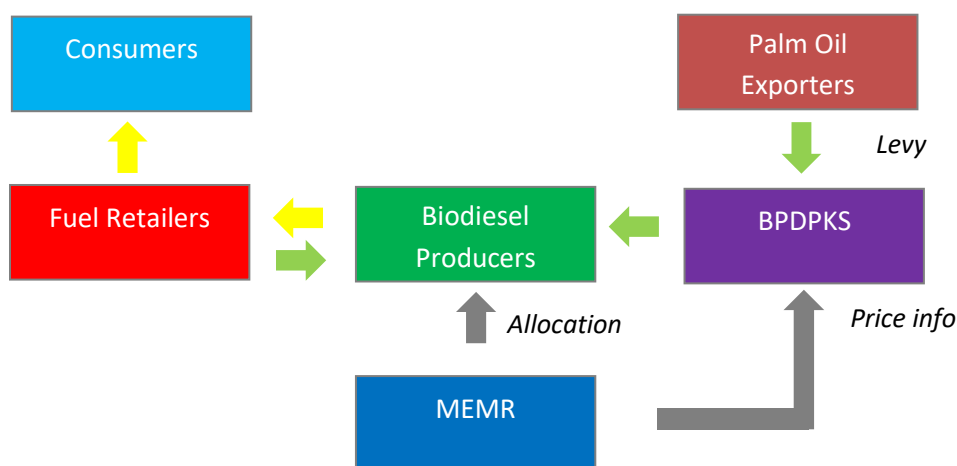 Consumers
Palm Oil
Exporters
Levy
Fuel Retailers
Biodiesel
Producers
BPDPKS
Allocation
Price info
MEMR